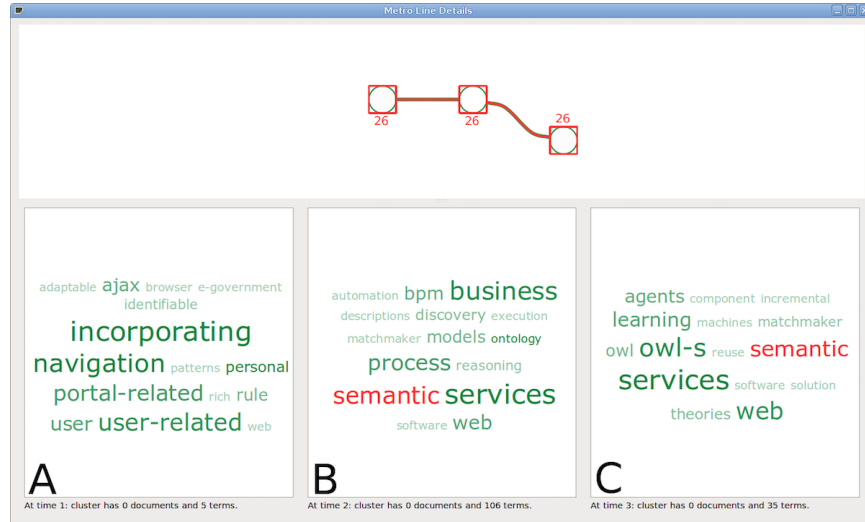 Metro Line Details
26
26
26
adaptable ajax browser e-government
identifiable
incorporating
navigation patterns personal
portal-related rich rule
user user-related web
A
At time 1: cluster has 0 documents and 5 terms.
automation bpm business
descriptions discovery execution
matchmaker models ontology
process reasoning
semantic services
software web
B
At time 2: cluster has 0 documents and 106 terms.
agents component incremental
learning machines matchmaker
owl owl-s reuse semantic
services software solution
theories web
C
At time 3: cluster has 0 documents and 35 terms.